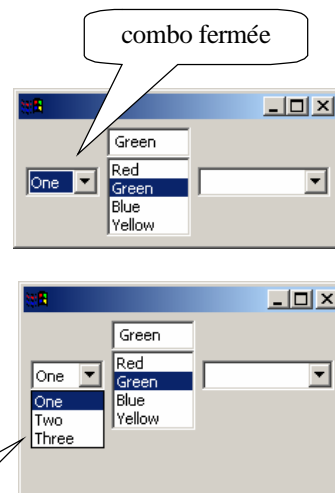 combo fermée
Green
One
Red
Green
Blue
Yellow
Green
One
Red
Green
Blue
Yellow
One
Two
Three